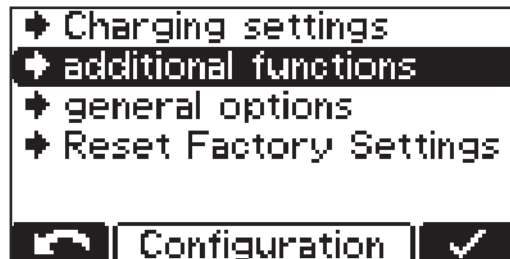 Charging settings
additional functions
general options
Reset Factory Settings
Configuration